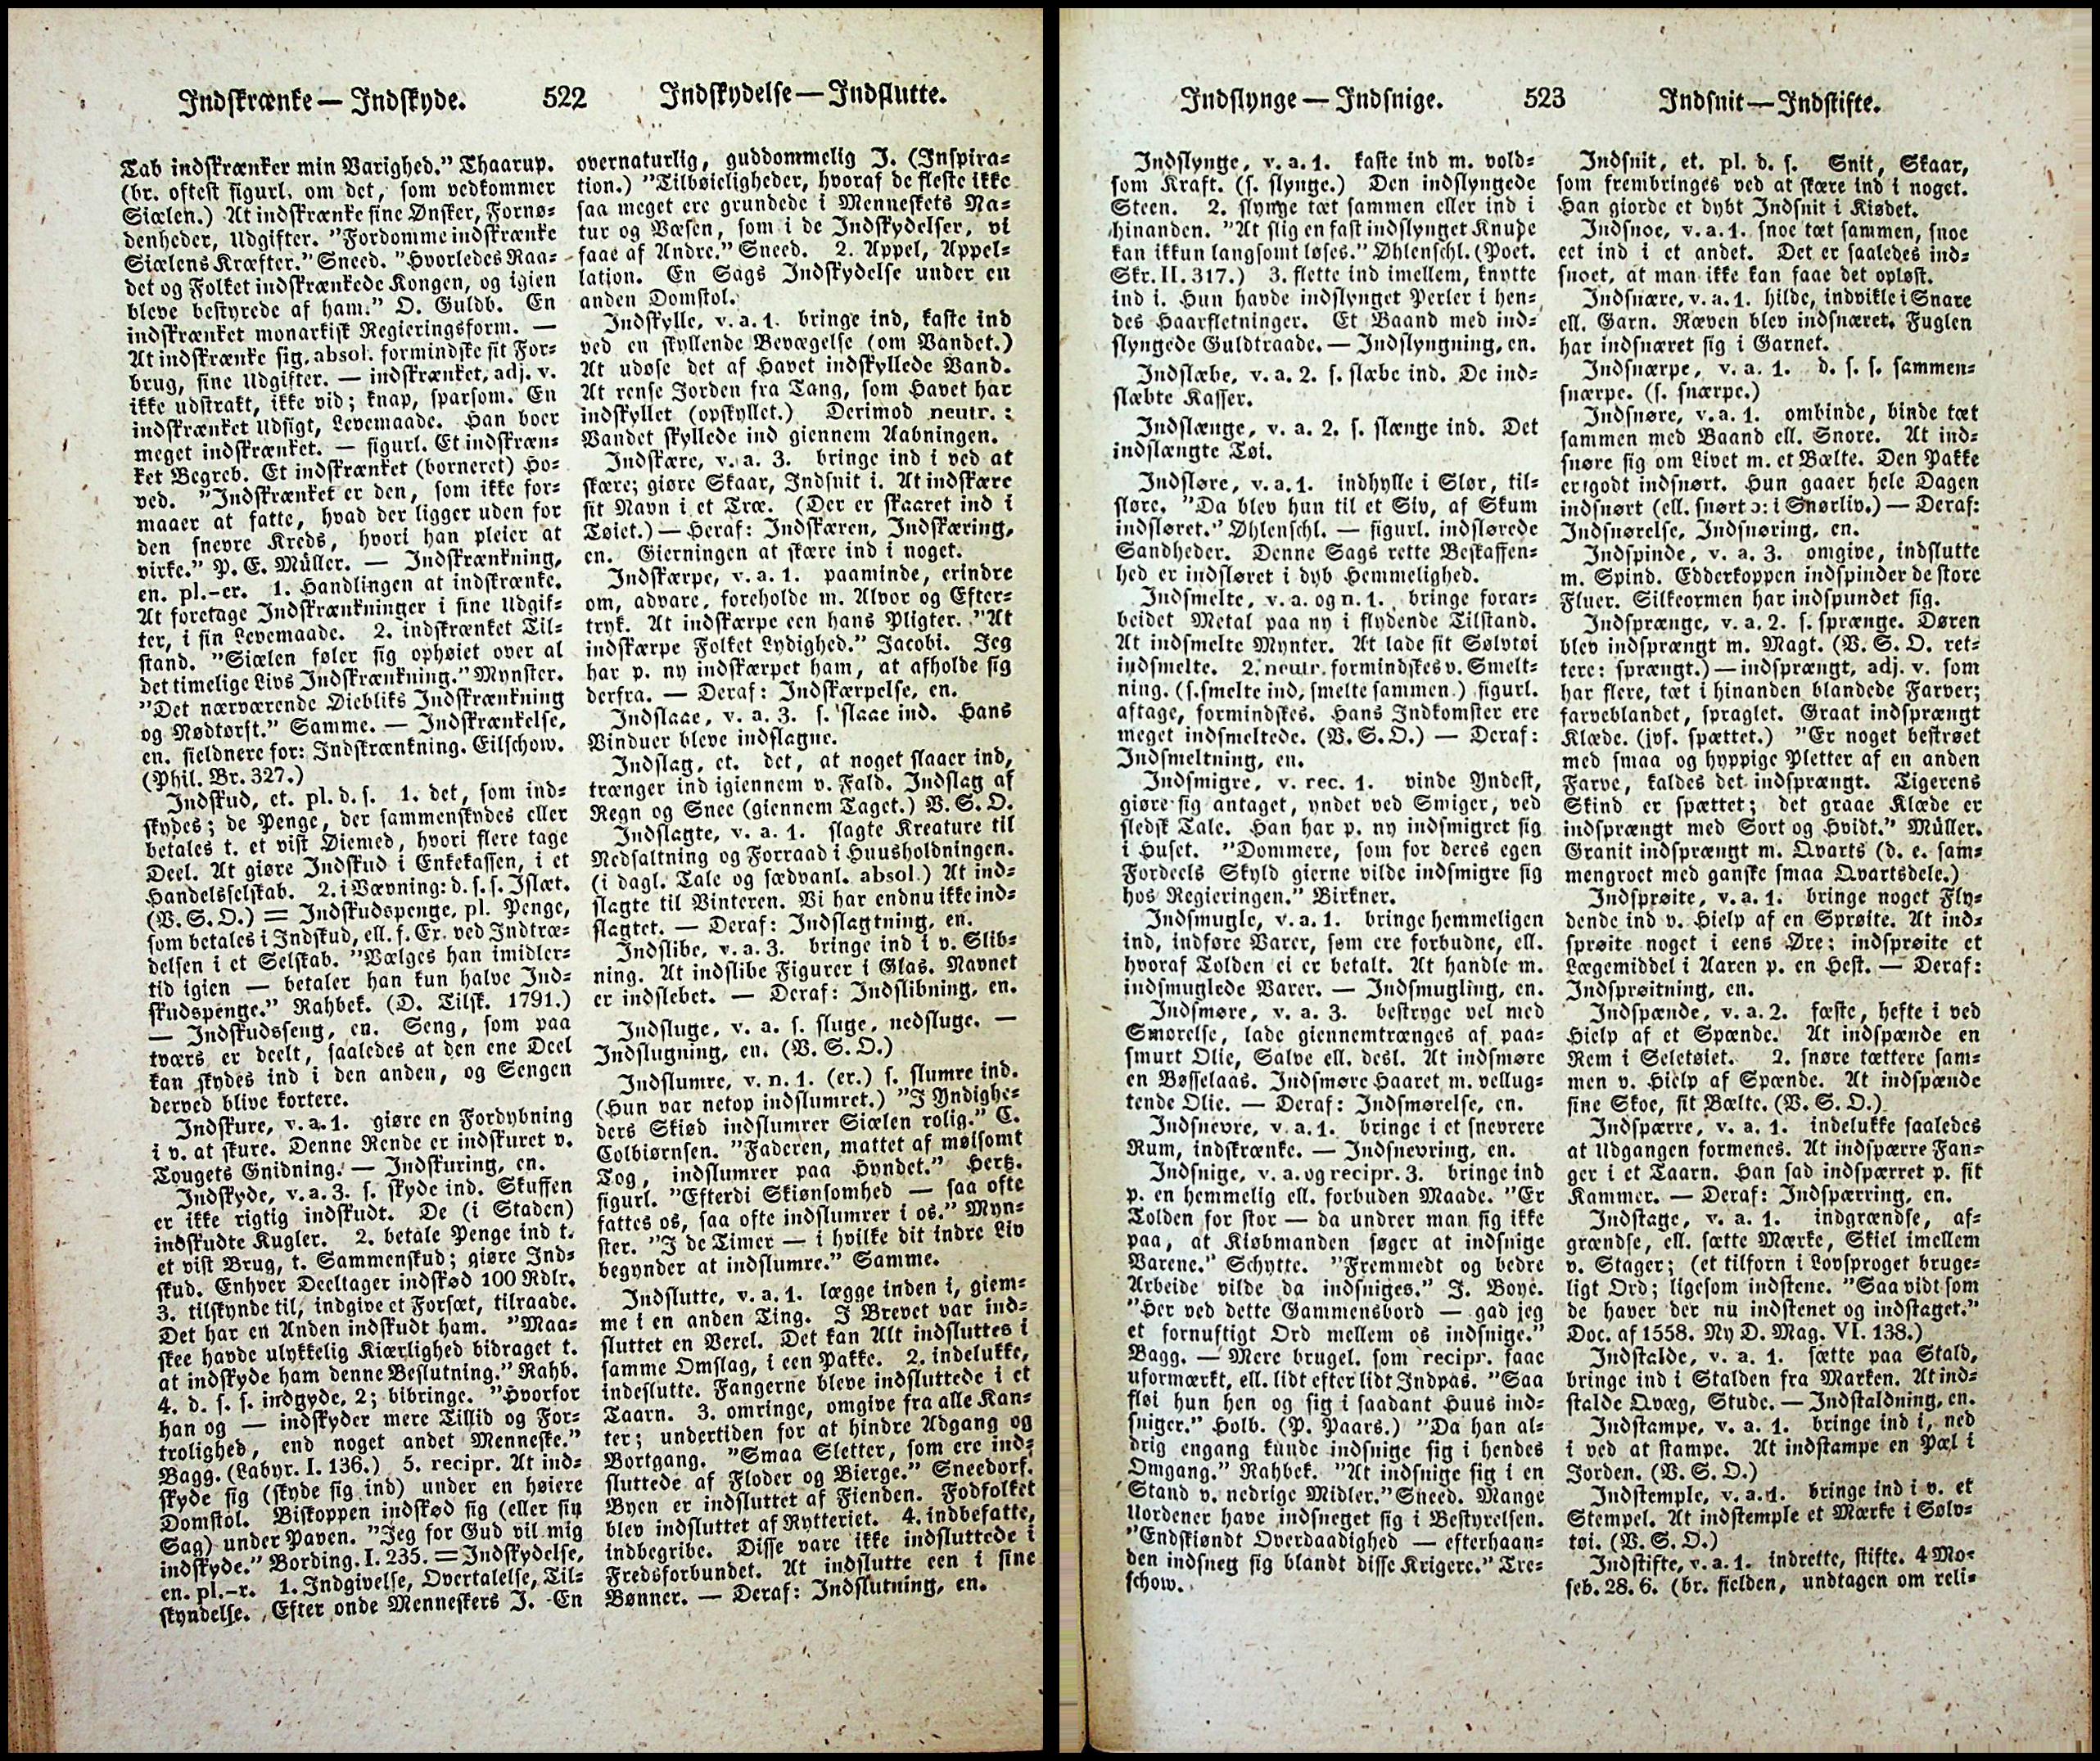 Indskrænke — Indskyde.
522
Indskydelse — Indslutte.
Tab indskrænker min Varighed." Thaarup.
(br. oftest figurl. om det, som vedkommer
Siælen.) At indskrænke sine Ønsker, Fornø-
denheder, Udgifter. "Fordomme indskrænke
Siælens Kræfter." Sneed. "Hvorledes Raa-
det og Folket indskrænkede Kongen, og igien
bleve bestyrede af ham." O. Guldb. En
indskrænket monarkisk Regieringsform. —
At indskrænke sig, absol. formindske sit For-
brug, sine Udgifter. — indskrænket, adj. v.
ikke udstrakt, ikke vid; knap, sparsom. En
indskrænket Udsigt, Levemaade. Han boer
meget indskrænket. — figurl. Et indskræn-
ket Begreb. Et indskrænket (borneret) Ho-
ved. "Indskrænket er den, som ikke for-
maaer at fatte, hvad der ligger uden for
den snevre Kreds, hvori han pleier at
virke." P. E. Müller. — Indskrænkning,
en. pl.-er. 1. Handlingen at indskrænke.
At foretage Indskrænkninger i sine Udgif-
ter, i sin Levemaade. 2. indskrænket Til-
stand. "Siælen føler sig ophøiet over al
det timelige Livs Indskrænkning." Mynster.
"Det nærværende Øiebliks Indskrænkning
og Nødtørft." Samme. — Indskrænkelse,
en. sieldnere for: Indskrænkning. Eilschow.
(Phil. Br. 327.)
Indskud, et. pl. d. s. 1. det, som ind-
skydes; de Penge, der sammenskydes eller
betales t. et vist Øiemed, hvori flere tage
Deel. At giøre Indskud i Enkekassen, i et
Handelsselskab. 2. i Vævning: d. s. s. Islæt.
(V. S. O.) = Indskudspenge, pl. Penge,
som betales i Indskud, ell. f. Ex. ved Indtræ-
delsen i et Selskab. "Vælges han imidler-
tid igien — betaler han kun halve Ind-
skudspenge." Rahbek. (D. Tilsk. 1791.)
— Indskudsseng, en. Seng, som paa
tværs er deelt, saaledes at den ene Deel
kan skydes ind i den anden, og Sengen
derved blive kortere.
Indskure, v. a. 1. giøre en Fordybning
i v. at skure. Denne Rende er indskuret v.
Tougets Gnidning. — Indskuring, en.
Indskyde, v. a. 3. s. skyde ind. Skuffen
er ikke rigtig indskudt. De (i Staden)
indskudte Kugler. 2. betale Penge ind t.
et vist Brug, t. Sammenskud; giøre Ind-
skud. Enhver Deeltager indskød 100 Rdlr.
3. tilskynde til, indgive et Forsæt, tilraade.
Det har en Anden indskudt ham. "Maa-
skee havde ulykkelig Kiærlighed bidraget t.
at indskyde ham denne Beslutning." Rahb.
4. d. s. s. indgyde, 2; bibringe. "Hvorfor
han og — indskyder mere Tillid og For-
trolighed, end noget andet Menneske."
Bagg. (Labyr. I. 136.) 5. recipr. At ind-
skyde sig (skyde sig ind) under en høiere
Domstol. Biskoppen indskød sig (eller sin
Sag) under Paven. "Jeg for Gud vil mig
indskyde." Bording. I. 235. = Indskydelse,
en. pl.-r. 1. Indgivelse, Overtalelse, Til-
skyndelse. Efter onde Menneskers J. En
overnaturlig, guddommelig J. (Inspira-
tion.) "Tilbøieligheder, hvoraf de fleste ikke
saa meget ere grundede i Menneskets Na-
tur og Væsen, som i de Indskydelser, vi
faae af Andre." Sneed. 2. Appel, Appel-
lation. En Sags Indskydelse under en
anden Domstol.
Indskylle, v. a. 1. bringe ind, kaste ind
ved en skyllende Bevægelse (om Vandet.)
At udøse det af Havet indskyllede Vand.
At rense Jorden fra Tang, som Havet har
indskyllet (opskyllet.) Derimod neutr.:
Vandet skyllede ind giennem Aabningen.
Indskære, v. a. 3. bringe ind i ved at
skære; giøre Skaar, Indsnit i. At indskære
sit Navn i et Træ. (Der er skaaret ind i
Tøiet.) — Heraf: Indskæren, Indskæring,
en. Gierningen at skære ind i noget.
Indskærpe, v. a. 1. paaminde, erindre
om, advare, foreholde m. Alvor og Efter-
tryk. At indskærpe een hans Pligter. "At
indskærpe Folket Lydighed." Jacobi. Jeg
har p. ny indskærpet ham, at afholde sig
derfra. — Deraf: Indskærpelse, en.
Indslaae, v. a. 3. s. slaae ind. Hans
Vinduer bleve indslagne.
Indslag, et. det, at noget slaaer ind,
trænger ind igiennem v. Fald. Indslag af
Regn og Snee (giennem Taget.) V. S. O.
Indslagte, v. a. 1. slagte Kreature til
Nedsaltning og Forraad i Huusholdningen.
(i dagl. Tale og sædvanl. absol.) At ind-
slagte til Vinteren. Vi har endnu ikke ind-
slagtet. — Deraf: Indslagtning, en.
Indslibe, v. a. 3. bringe ind i v. Slib-
ning. At indslibe Figurer i Glas. Navnet
er indslebet. — Deraf: Indslibning, en.
Indsluge, v. a. s. sluge, nedsluge. —
Indslugning, en. (V. S. O.)
Indslumre, v. n. 1. (er.) s. slumre ind.
(Hun var netop indslumret.) "I Yndighe-
ders Skiød indslumrer Siælen rolig." C.
Colbiørnsen. "Faderen, mattet af møisomt
Tog, indslumrer paa Hyndet." Hertz.
figurl. "Efterdi Skiønsomhed — saa ofte
fattes os, saa ofte indslumrer i os." Myn-
ster. "I de Timer — i hvilke dit indre Liv
begynder at indslumre." Samme.
Indslutte, v. a. 1. lægge inden i, giem-
me i en anden Ting. I Brevet var ind-
sluttet en Vexel. Det kan Alt indsluttes i
samme Omslag, i een Pakke. 2. indelukke,
indeslutte. Fangerne bleve indsluttede i et
Taarn. 3. omringe, omgive fra alle Kan-
ter; undertiden for at hindre Adgang og
Bortgang. "Smaa Sletter, som ere ind-
sluttede af Floder og Bierge." Sneedorf.
Byen er indsluttet af Fienden. Fodfolket
blev indsluttet af Rytteriet. 4. indbefatte,
indbegribe. Disse vare ikke indsluttede i
Fredsforbundet. At indslutte een i sine
Bønner. — Deraf: Indslutning, en.
Indslynge — Indsnige.
523
Indsnit — Indstifte.
Indslynge, v. a. 1. kaste ind m. vold-
som Kraft. (s. slynge.) Den indslyngede
Steen. 2. slynge tæt sammen eller ind i
hinanden. "At slig en fast indslynget Knude
kan ikkun langsomt løses." Øhlenschl. (Poet.
Skr. II. 317.) 3. flette ind imellem, knytte
ind i. Hun havde indslynget Perler i hen-
des Haarfletninger. Et Baand med ind-
slyngede Guldtraade. — Indslyngning, en.
Indslæbe, v. a. 2. s. slæbe ind. De ind-
slæbte Kasser.
Indslænge, v. a. 2. s. slænge ind. Det
indslængte Tøi.
Indsløre, v. a. 1. indhylle i Slør, til-
sløre. "Da blev hun til et Siv, af Skum
indsløret." Øhlenschl. — figurl. indslørede
Sandheder. Denne Sags rette Beskaffen-
hed er indsløret i dyb Hemmelighed.
Indsmelte, v. a. og n. 1. bringe forar-
beidet Metal paa ny i flydende Tilstand.
At indsmelte Mynter. At lade sit Sølvtøi
indsmelte. 2. neutr. formindskes v. Smelt-
ning. (s. smelte ind, smelte sammen.) figurl.
aftage, formindskes. Hans Indkomster ere
meget indsmeltede. (V. S. O.) — Deraf:
Indsmeltning, en.
Indsmigre, v. rec. 1. vinde Yndest,
giøre sig antaget, yndet ved Smiger, ved
sledsk Tale. Han har p. ny indsmigret sig
i Huset. "Dommere, som for deres egen
Fordeels Skyld gierne vilde indsmigre sig
hos Regieringen." Birkner.
Indsmugle, v. a. 1. bringe hemmeligen
ind, indføre Varer, som ere forbudne, ell.
hvoraf Tolden ei er betalt. At handle m.
indsmuglede Varer. — Indsmugling, en.
Indsmøre, v. a. 3. bestryge vel med
Smørelse, lade giennemtrænges af paa-
smurt Olie, Salve ell. desl. At indsmøre
en Bøsselaas. Indsmøre Haaret m. vellug-
tende Olie. — Deraf: Indsmørelse, en.
Indsnevre, v. a. 1. bringe i et snevrere
Rum, indskrænke. — Indsnevring, en.
Indsnige, v. a. og recipr. 3. bringe ind
p. en hemmelig ell. forbuden Maade. "Er
Tolden for stor — da undrer man sig ikke
paa, at Kiøbmanden søger at indsnige
Varene." Schytte. "Fremmedt og bedre
Arbeide vilde da indsniges." J. Boye.
"Her ved dette Gammensbord — gad jeg
et fornuftigt Ord mellem os indsnige."
Bagg. — Mere brugel. som recipr. faae
uformærkt, ell. lidt efter lidt Indpas. "Saa
fløi hun hen og sig i saadant Huus ind-
sniger." Holb. (P. Paars.) "Da han al-
drig engang kunde indsnige sig i hendes
Omgang." Rahbek. "At indsnige sig i en
Stand v. nedrige Midler." Sneed. Mange
Uordener have indsneget sig i Bestyrelsen.
"Endskiøndt Overdaadighed — efterhaan-
den indsneg sig blandt disse Krigere." Tre-
schow.
Indsnit, et. pl. d. s. Snit, Skaar,
som frembringes ved at skære ind i noget.
Han giorde et dybt Indsnit i Kiødet.
Indsnoe, v. a. 1. snoe tæt sammen, snoe
eet ind i et andet. Det er saaledes ind-
snoet, at man ikke kan faae det opløst.
Indsnære, v. a. 1. hilde, indvikle i Snare
ell. Garn. Ræven blev indsnæret. Fuglen
har indsnæret sig i Garnet.
Indsnærpe, v. a. 1. d. s. s. sammen-
snærpe. (s. snærpe.)
Indsnøre, v. a. 1. ombinde, binde tæt
sammen med Baand ell. Snore. At ind-
snøre sig om Livet m. et Bælte. Den Pakke
er godt indsnørt. Hun gaaer hele Dagen
indsnørt (ell. snørt ɔ: i Snørliv.) — Deraf:
Indsnørelse, Indsnøring, en.
Indspinde, v. a. 3. omgive, indslutte
m. Spind. Edderkoppen indspinder de store
Fluer. Silkeormen har indspundet sig.
Indsprænge, v. a. 2. s. sprænge. Døren
blev indsprængt m. Magt. (V. S. O. ret-
tere: sprængt.) — indsprængt, adj. v. som
har flere, tæt i hinanden blandede Farver;
farveblandet, spraglet. Graat indsprængt
Klæde. (jvf. spættet.) "Er noget bestrøet
med smaa og hyppige Pletter af en anden
Farve, kaldes det indsprængt. Tigerens
Skind er spættet; det graae Klæde er
indsprængt med Sort og Hvidt." Müller.
Granit indsprængt m. Qvarts (d. e. sam-
mengroet med ganske smaa Qvartsdele.)
Indsprøite, v. a. 1. bringe noget Fly-
dende ind v. Hielp af en Sprøite. At ind-
sprøite noget i eens Øre; indsprøite et
Lægemiddel i Aaren p. en Hest. — Deraf:
Indsprøitning, en.
Indspænde, v. a. 2. fæste, hefte i ved
Hielp af et Spænde. At indspænde en
Rem i Seletøiet. 2. snøre tættere sam-
men v. Hielp af Spænde. At indspænde
sine Skoe, sit Bælte. (V. S. O.)
Indspærre, v. a. 1. indelukke saaledes
at Udgangen formenes. At indspærre Fan-
ger i et Taarn. Han sad indspærret p. sit
Kammer. — Deraf: Indspærring, en.
Indstage, v. a. 1. indgrændse, af-
grændse, ell. sætte Mærke, Skiel imellem
v. Stager; (et tilforn i Lovsproget bruge-
ligt Ord; ligesom indstene. "Saa vidt som
de haver der nu indstenet og indstaget."
Doc. af 1558. Ny D. Mag. VI. 138.)
Indstalde, v. a. 1. sætte paa Stald,
bringe ind i Stalden fra Marken. At ind-
stalde Qvæg, Stude. — Indstaldning, en.
Indstampe, v. a. 1. bringe ind i, ned
i ved at stampe. At indstampe en Pæl i
Jorden. (V. S. O.)
Indstemple, v. a. 1. bringe ind i v. et
Stempel. At indstemple et Mærke i Sølv-
tøi. (V. S. O.)
Indstifte, v. a. 1. indrette, stifte. 4 Mo-
seb. 28. 6. (br. sielden, undtagen om reli-